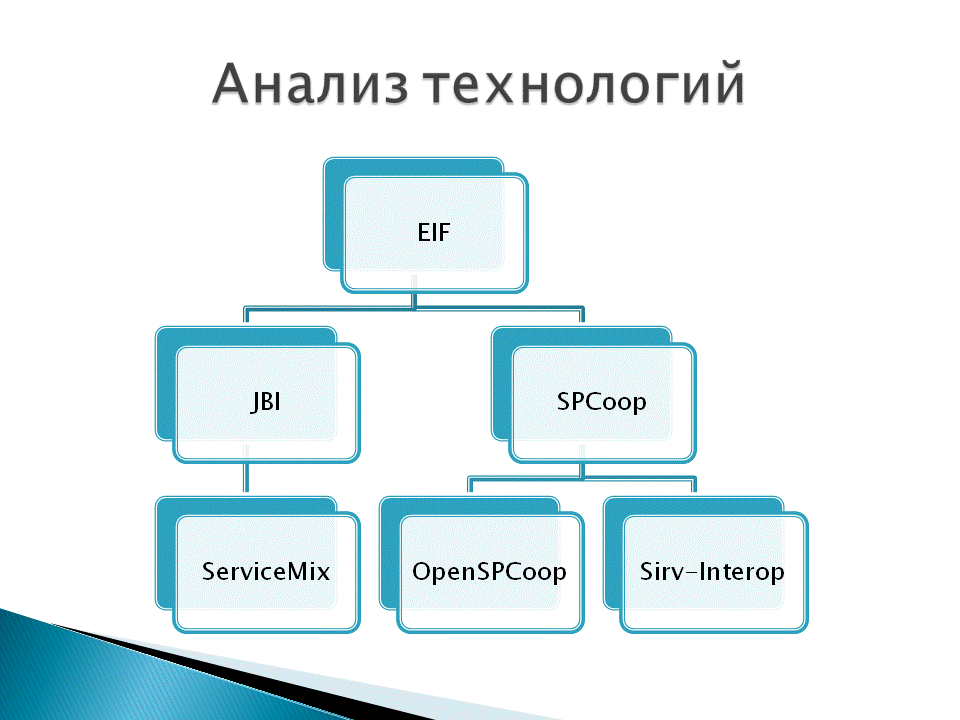 Анализ технологий
EIF
JBI
SPCoop
ServiceMix
OpenSPCoop
Sirv-Interop